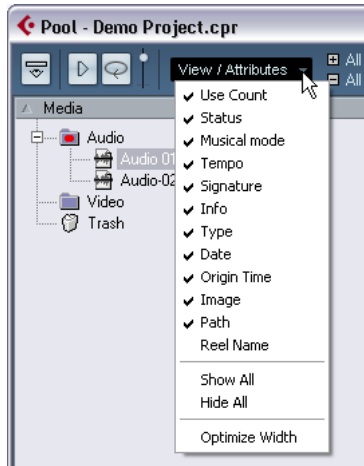 Pool - Demo Project.cpr
View / Attributes
All
All
Media
Audio
Audio 01
Audio-02
Video
Trash
Use Count
Status
Musical mode
Tempo
Signature
Info
Type
Date
Origin Time
Image
Path
Reel Name
Show All
Hide All
Optimize Width